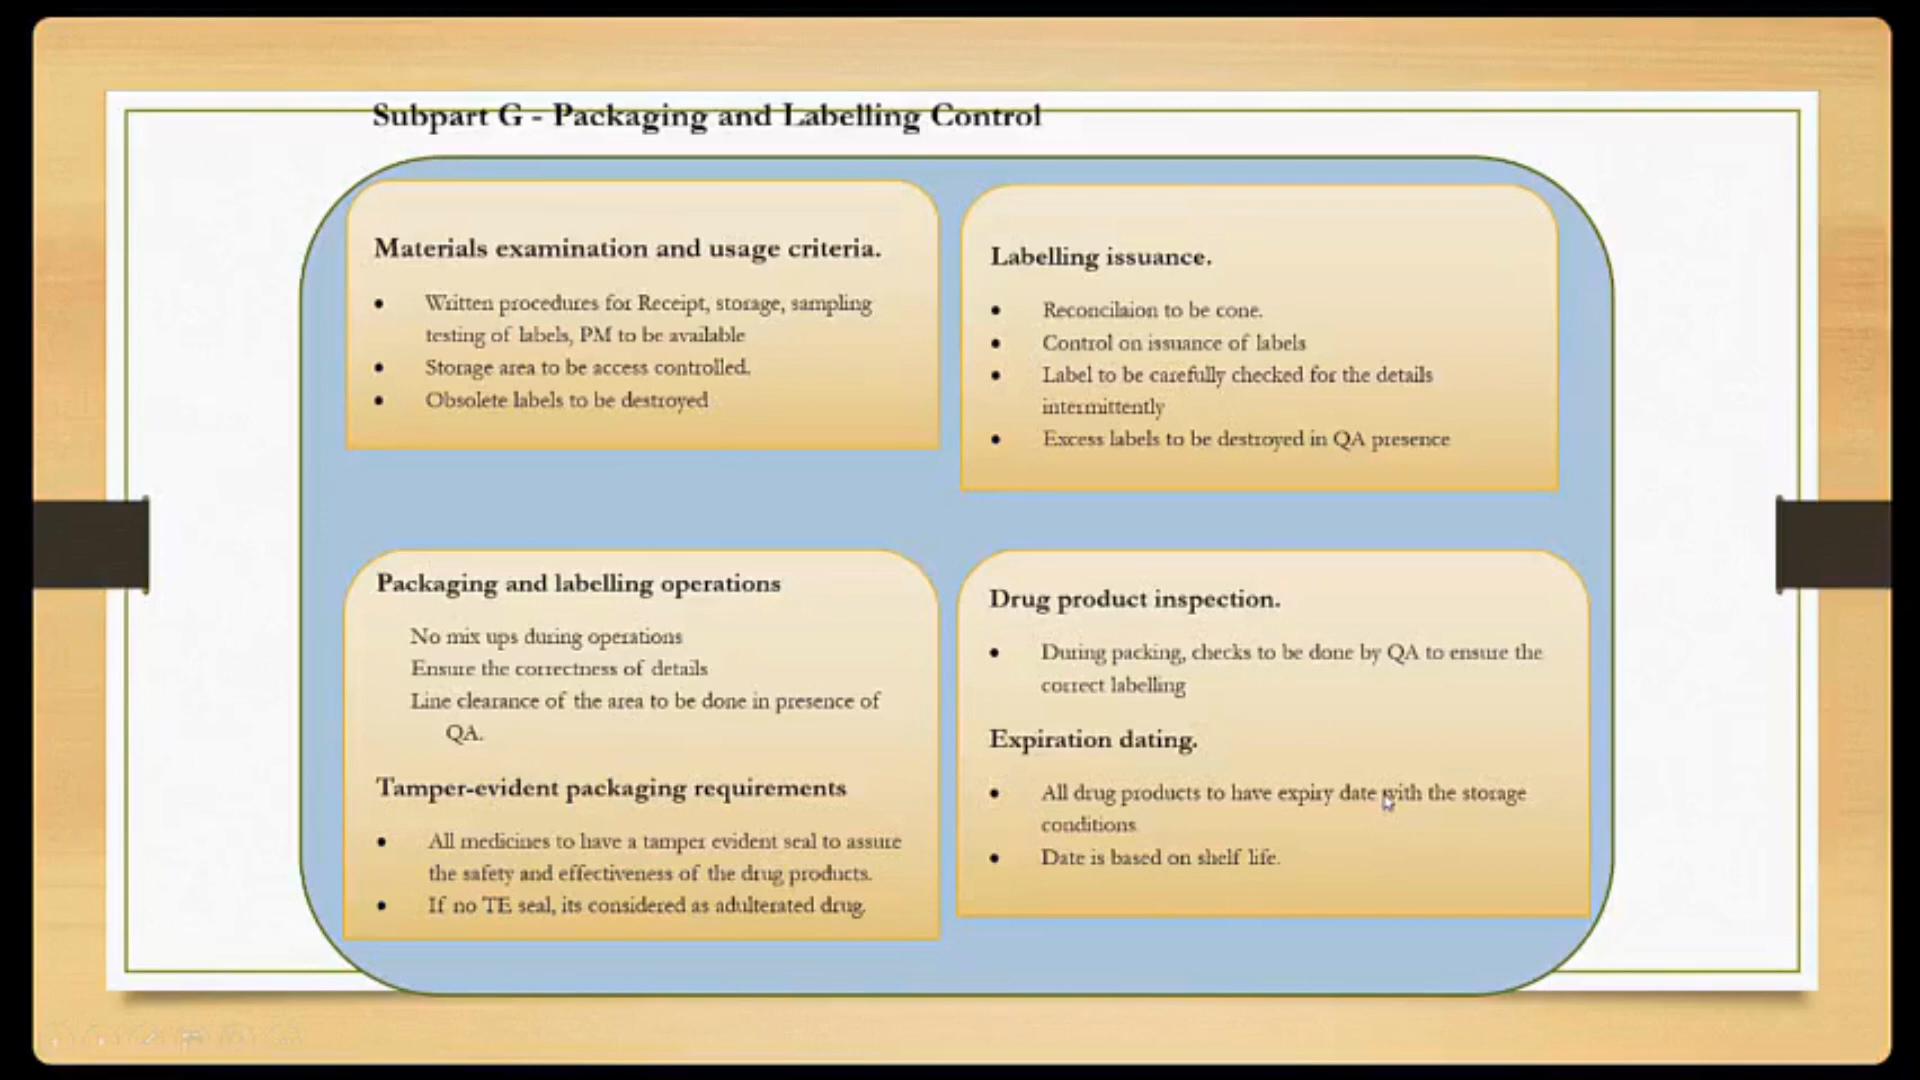 Subpart G - Packaging and Labelling Control
Materials examination and usage criteria.
• Written procedures for Receipt, storage, sampling
testing of labels, PM to be available
• Storage area to be access controlled.
• Obsolete labels to be destroyed
Labelling issuance.
• Reconcilaion to be cone.
• Control on issuance of labels
• Label to be carefully checked for the details
intermittently
• Excess labels to be destroyed in QA presence
Packaging and labelling operations
No mix ups during operations
Ensure the correctness of details
Line clearance of the area to be done in presence of
QA.
Tamper-evident packaging requirements
• All medicines to have a tamper evident seal to assure
the safety and effectiveness of the drug products.
• If no TE seal, its considered as adulterated drug.
Drug product inspection.
• During packing, checks to be done by QA to ensure the
correct labelling
Expiration dating.
• All drug products to have expiry date with the storage
conditions
• Date is based on shelf life.